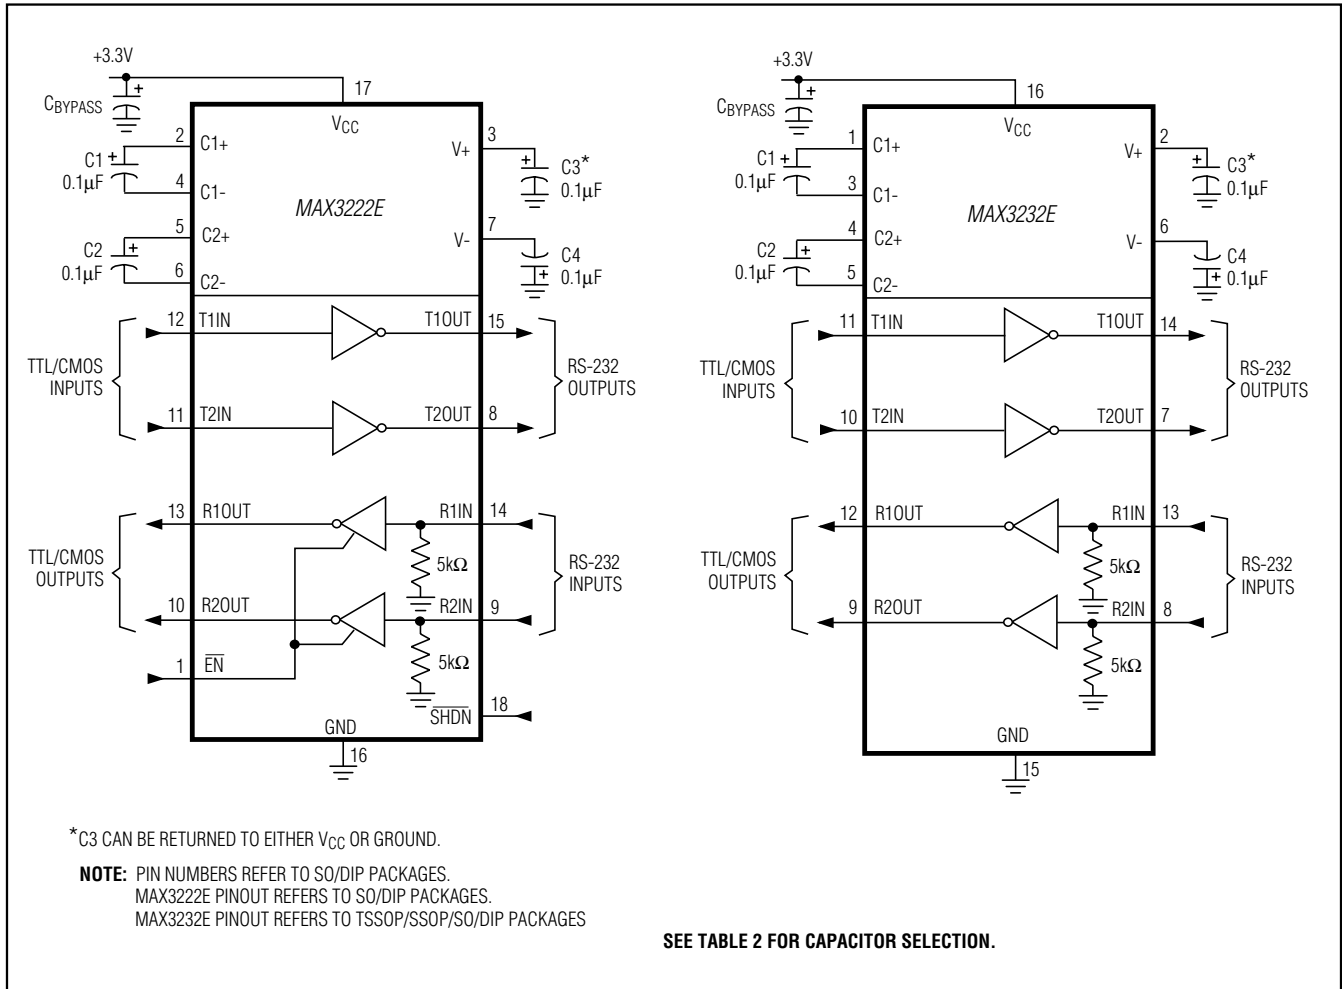 +3.3V
CBYPASS
+
17
VCC
2
C1+
C1
+
0.1µF
4
C1-
MAX3222E
3
V+
+
C3*
0.1µF
5
C2+
C2
+
0.1µF
6
C2-
7
V-
C4
+
0.1µF
TTL/CMOS
INPUTS
12
T1IN
T1OUT
15
11
T2IN
T2OUT
8
RS-232
OUTPUTS
TTL/CMOS
OUTPUTS
13
R1OUT
R1IN
14
5kΩ
10
R2OUT
R2IN
9
5kΩ
RS-232
INPUTS
1
EN
SHDN
18
GND
16
+3.3V
CBYPASS
+
16
VCC
1
C1+
C1
+
0.1µF
3
C1-
MAX3232E
2
V+
+
C3*
0.1µF
4
C2+
C2
+
0.1µF
5
C2-
6
V-
C4
+
0.1µF
TTL/CMOS
INPUTS
11
T1IN
T1OUT
14
10
T2IN
T2OUT
7
RS-232
OUTPUTS
TTL/CMOS
OUTPUTS
12
R1OUT
R1IN
13
5kΩ
9
R2OUT
R2IN
8
5kΩ
RS-232
INPUTS
GND
15
*C3 CAN BE RETURNED TO EITHER VCC OR GROUND.
NOTE: PIN NUMBERS REFER TO SO/DIP PACKAGES.
MAX3222E PINOUT REFERS TO SO/DIP PACKAGES.
MAX3232E PINOUT REFERS TO TSSOP/SSOP/SO/DIP PACKAGES
SEE TABLE 2 FOR CAPACITOR SELECTION.